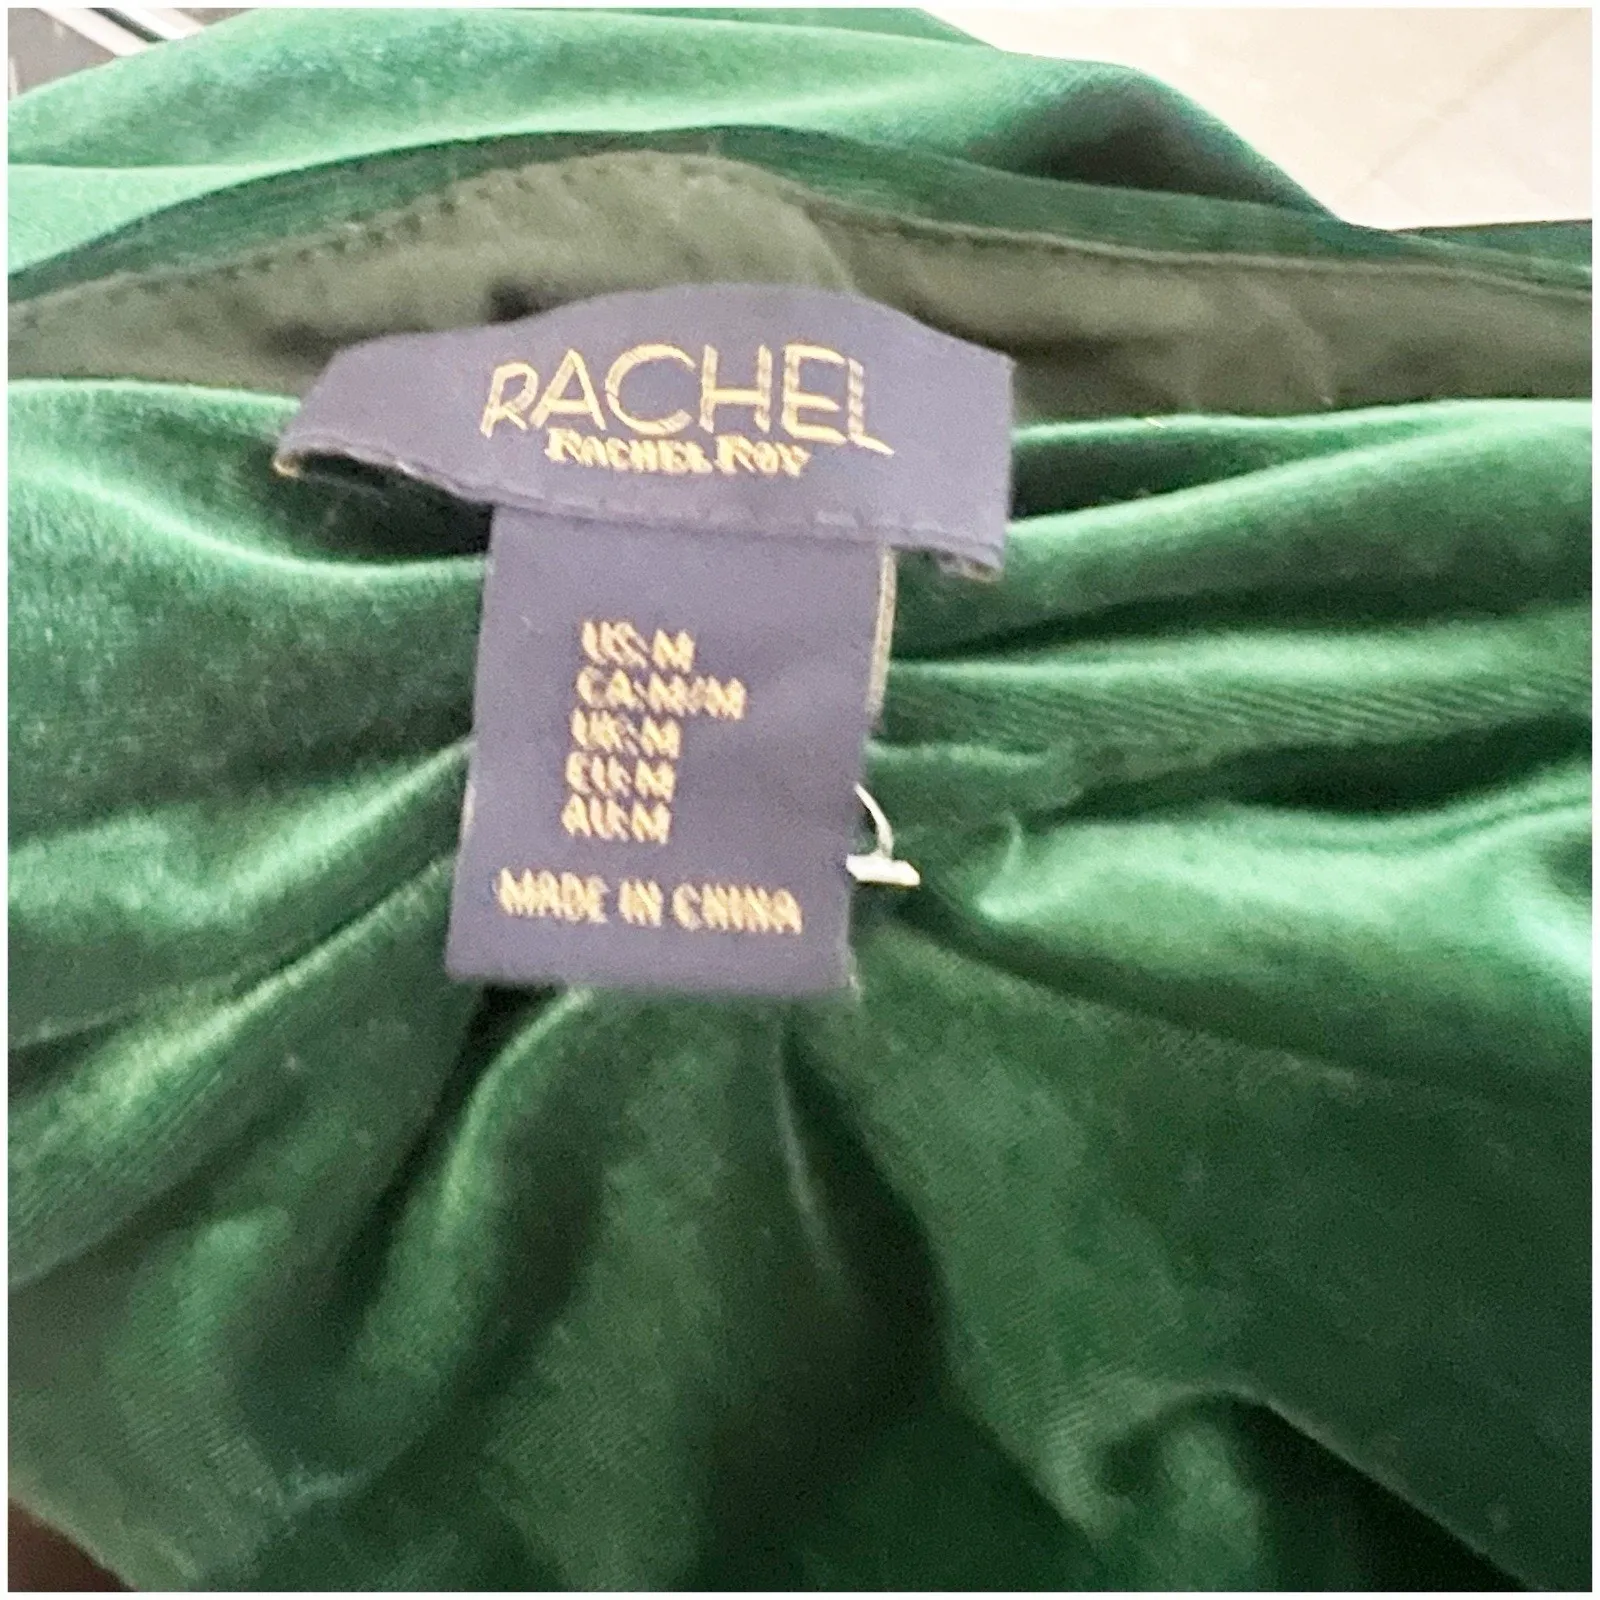 RACHEL
RACHEL ROY
US:M
CA:M/M
UK:M
EU:M
AU:M
MADE IN CHINA